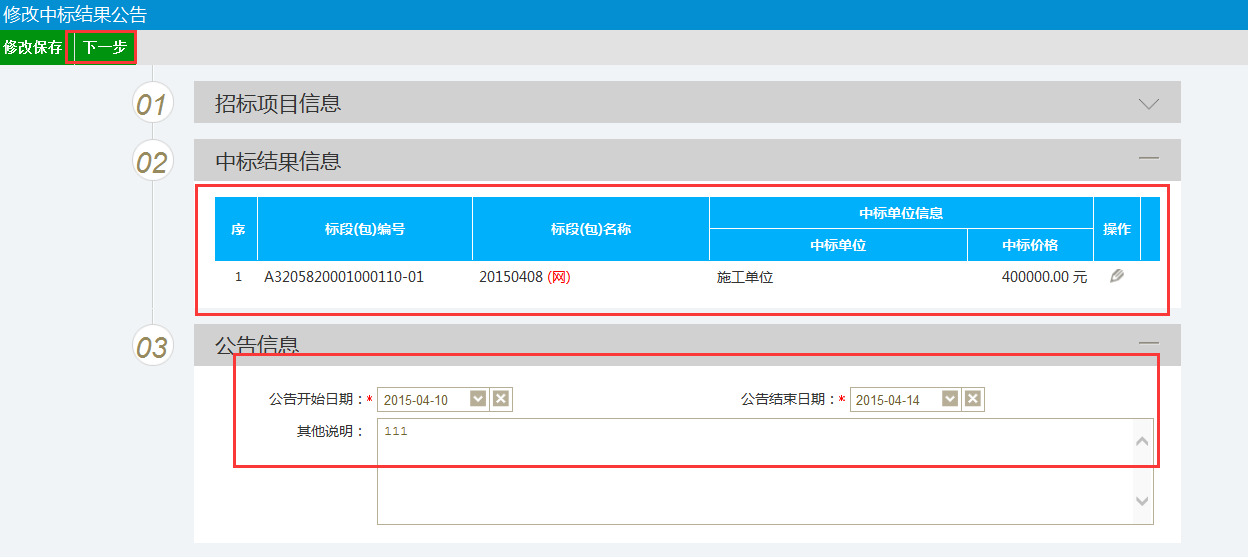 修改中标结果公告
修改保存 下一步
01 招标项目信息
02 中标结果信息
序 标段(包)编号 标段(包)名称 中标单位信息 操作
中标单位 中标价格
1 A3205820001000110-01 20150408 (网) 施工单位 400000.00 元
03 公告信息
公告开始日期：* 2015-04-10 公告结束日期：* 2015-04-14
其他说明： 111